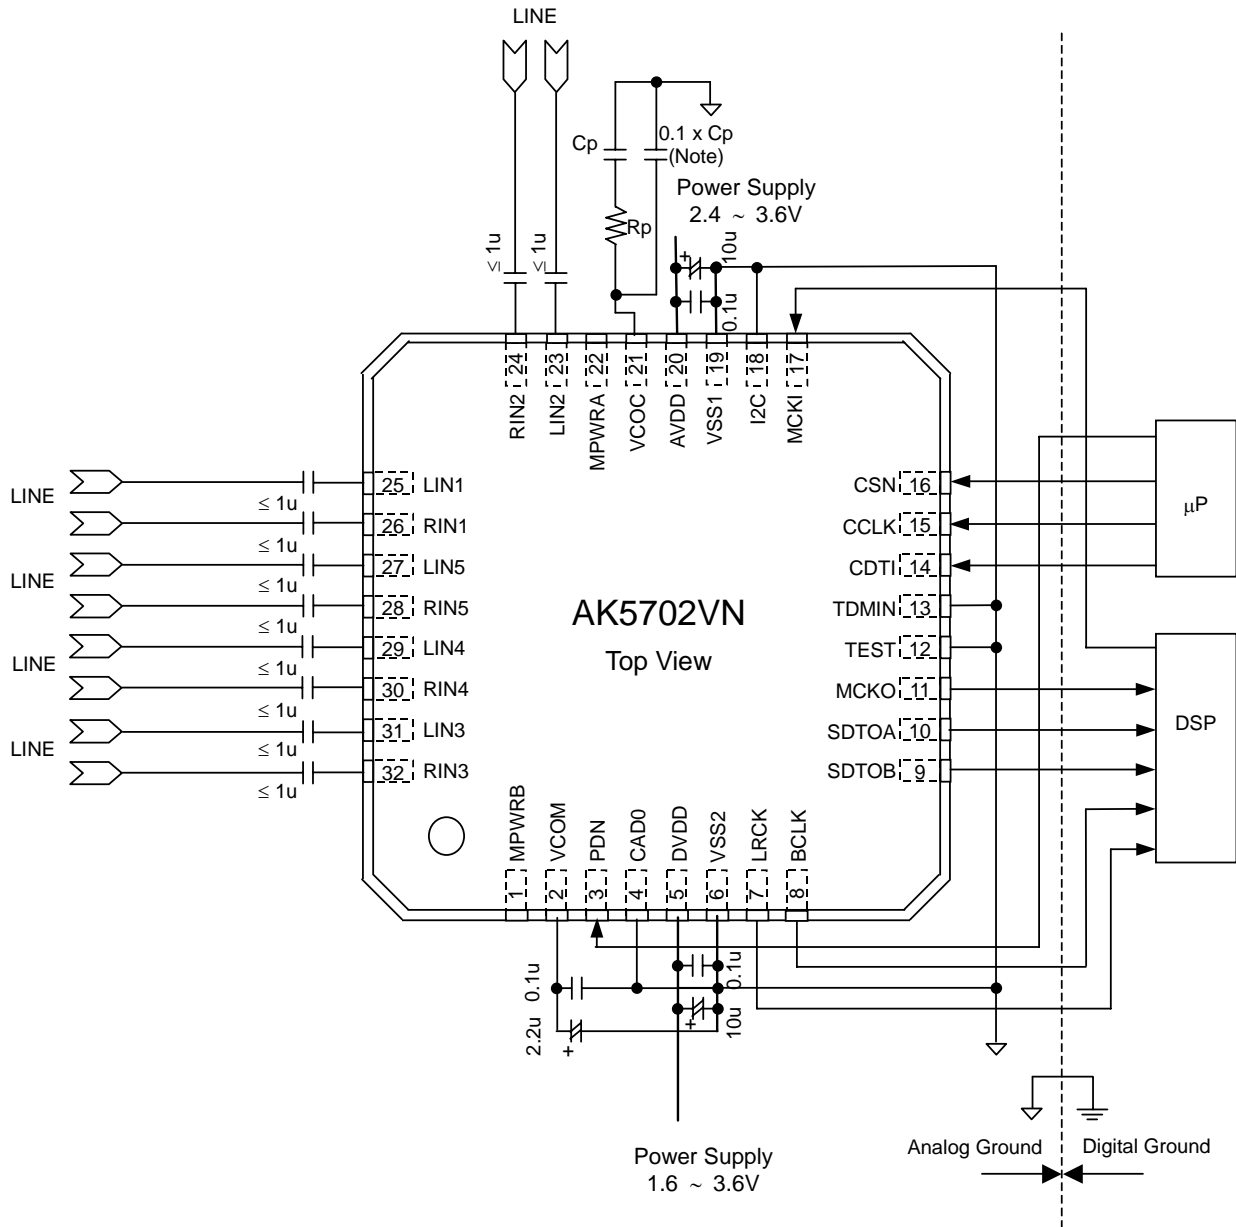 LINE
Cp
0.1 x Cp
(Note)
Power Supply
2.4 ~ 3.6V
Rp
≤ 1u
≤ 1u
+
10u
0.1u
24
23
22
21
20
19
18
17
RIN2
LIN2
MPWRA
VCOC
AVDD
VSS1
I2C
MCKI
LINE
LINE
LINE
LINE
≤ 1u
≤ 1u
≤ 1u
≤ 1u
≤ 1u
≤ 1u
≤ 1u
≤ 1u
25 LIN1
26 RIN1
27 LIN5
28 RIN5
29 LIN4
30 RIN4
31 LIN3
32 RIN3
AK5702VN
Top View
CSN 16
CCLK 15
CDTI 14
TDMIN 13
TEST 12
MCKO 11
SDTOA 10
SDTOB 9
μP
DSP
MPWRB
VCOM
PDN
CAD0
DVDD
VSS2
LRCK
BCLK
1
2
3
4
5
6
7
8
0.1u
2.2u
+
0.1u
+
10u
Power Supply
1.6 ~ 3.6V
Analog Ground
Digital Ground